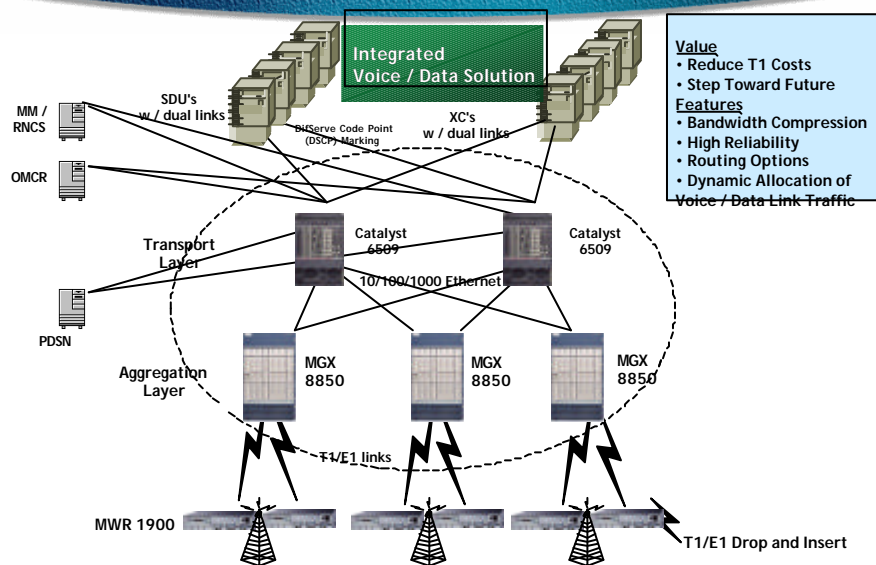 Integrated
Voice / Data Solution
Value
• Reduce T1 Costs
• Step Toward Future
Features
• Bandwidth Compression
• High Reliability
• Routing Options
• Dynamic Allocation of
Voice / Data Link Traffic
SDU's
w / dual links
XC's
w / dual links
MM /
RNCS
DifServe Code Point
(DSCP) Marking
OMCR
Transport
Layer
Catalyst
6509
Catalyst
6509
10/100/1000 Ethernet
PDSN
Aggregation
Layer
MGX
8850
MGX
8850
MGX
8850
T1/E1 links
MWR 1900
T1/E1 Drop and Insert